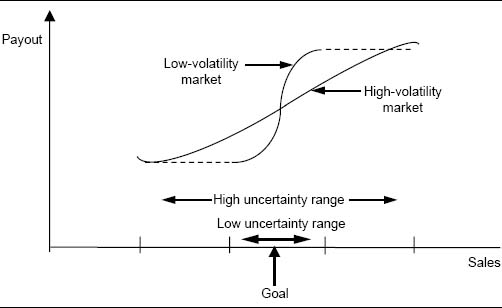 Payout
Low-volatility
market
High-volatility
market
High uncertainty range
Low uncertainty range
Sales
Goal